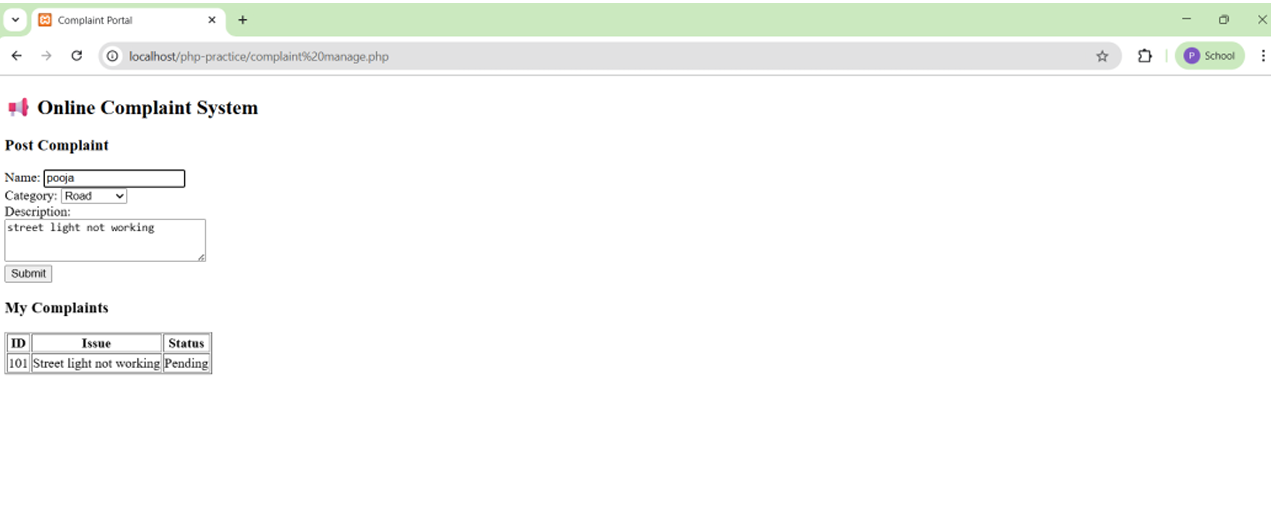 Complaint Portal
localhost/php-practice/complaint%20manage.php
P School
Online Complaint System
Post Complaint
Name: pooja
Category: Road
Description:
street light not working
Submit
My Complaints
ID Issue Status
101 Street light not working Pending